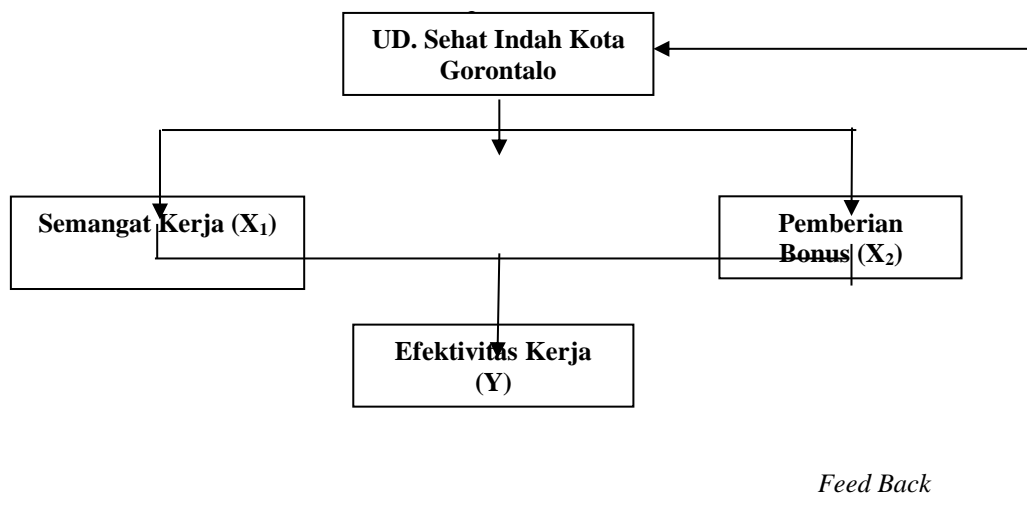 UD. Sehat Indah Kota
Gorontalo
Semangat Kerja (X₁)
Pemberian
Bonus (X₂)
Efektivitas Kerja
(Y)
Feed Back